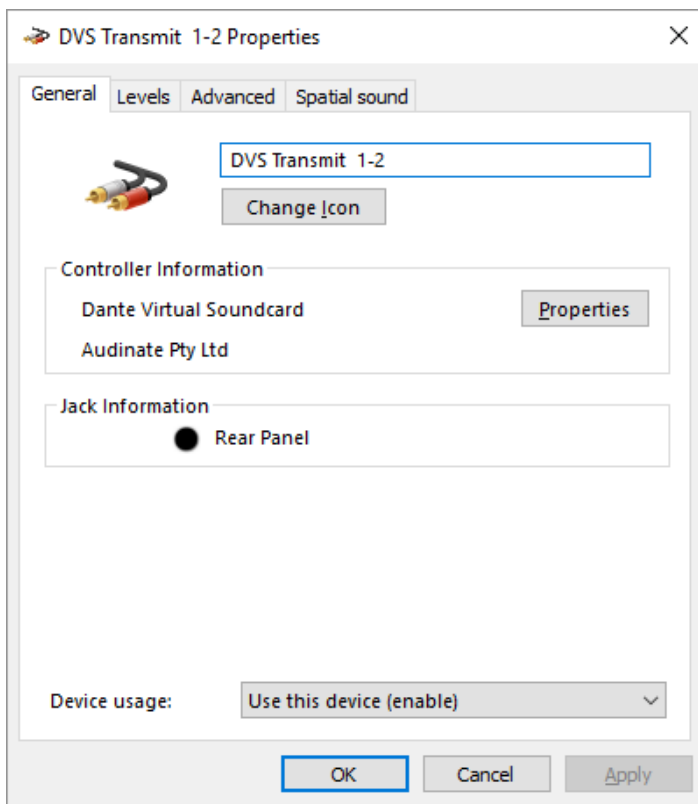 DVS Transmit  1-2 Properties
General Levels Advanced Spatial sound
DVS Transmit  1-2
Change Icon
Controller Information
Dante Virtual Soundcard Properties
Audinate Pty Ltd
Jack Information
Rear Panel
Device usage: Use this device (enable)
OK Cancel Apply